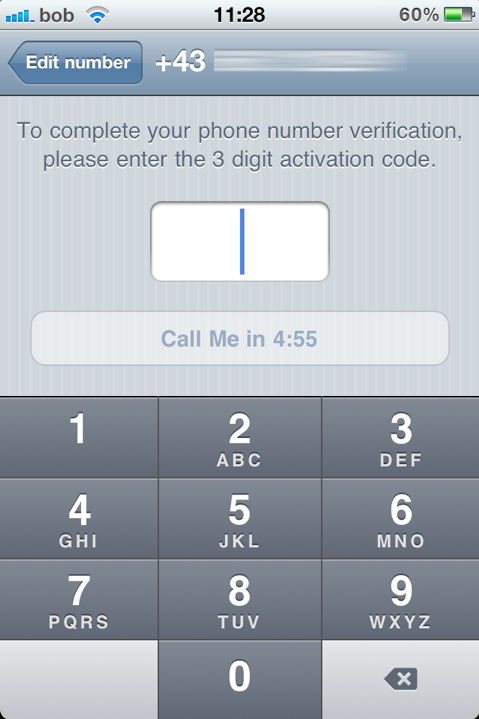 bob 11:28 60%
Edit number +43
To complete your phone number verification,
please enter the 3 digit activation code.
Call Me in 4:55
1 2 3
ABC DEF
4 5 6
GHI JKL MNO
7 8 9
PQRS TUV WXYZ
0